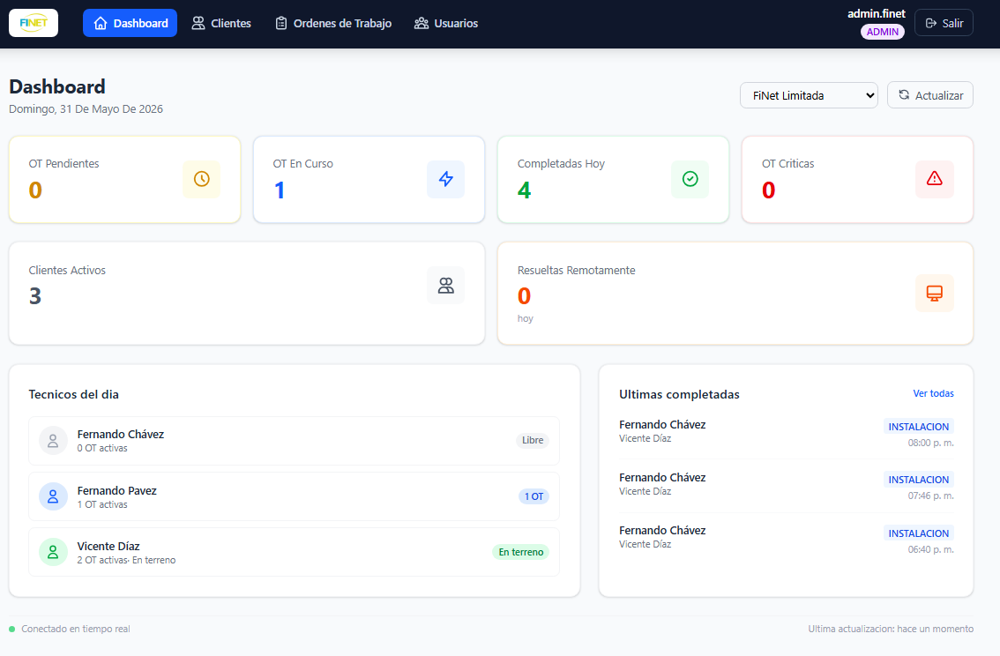 FiNET
Dashboard
Clientes
Ordenes de Trabajo
Usuarios
admin.finet
ADMIN
Salir
Dashboard
Domingo, 31 De Mayo De 2026
FiNet Limitada
Actualizar
OT Pendientes
0
OT En Curso
1
Completadas Hoy
4
OT Criticas
0
Clientes Activos
3
Resueltas Remotamente
0
hoy
Tecnicos del dia
Fernando Chávez
0 OT activas
Libre
Fernando Pavez
1 OT activas
1 OT
Vicente Díaz
2 OT activas· En terreno
En terreno
Ultimas completadas
Ver todas
Fernando Chávez
INSTALACION
Vicente Díaz
08:00 p. m.
Fernando Chávez
INSTALACION
Vicente Díaz
07:46 p. m.
Fernando Chávez
INSTALACION
Vicente Díaz
06:40 p. m.
Conectado en tiempo real
Ultima actualizacion: hace un momento